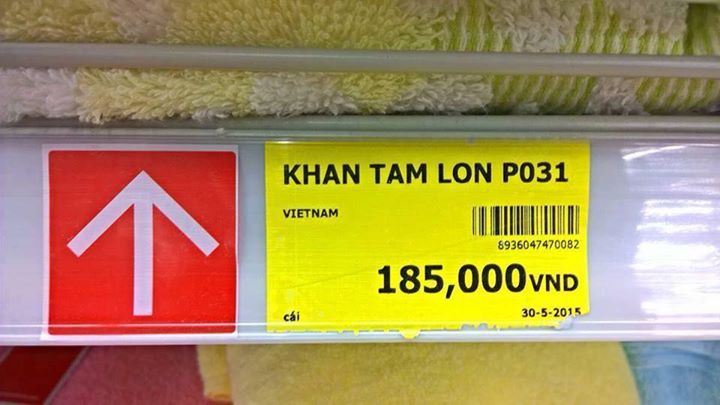 KHAN TAM LON P031
VIETNAM
8936047470082
185,000VND
cái
30-5-2015